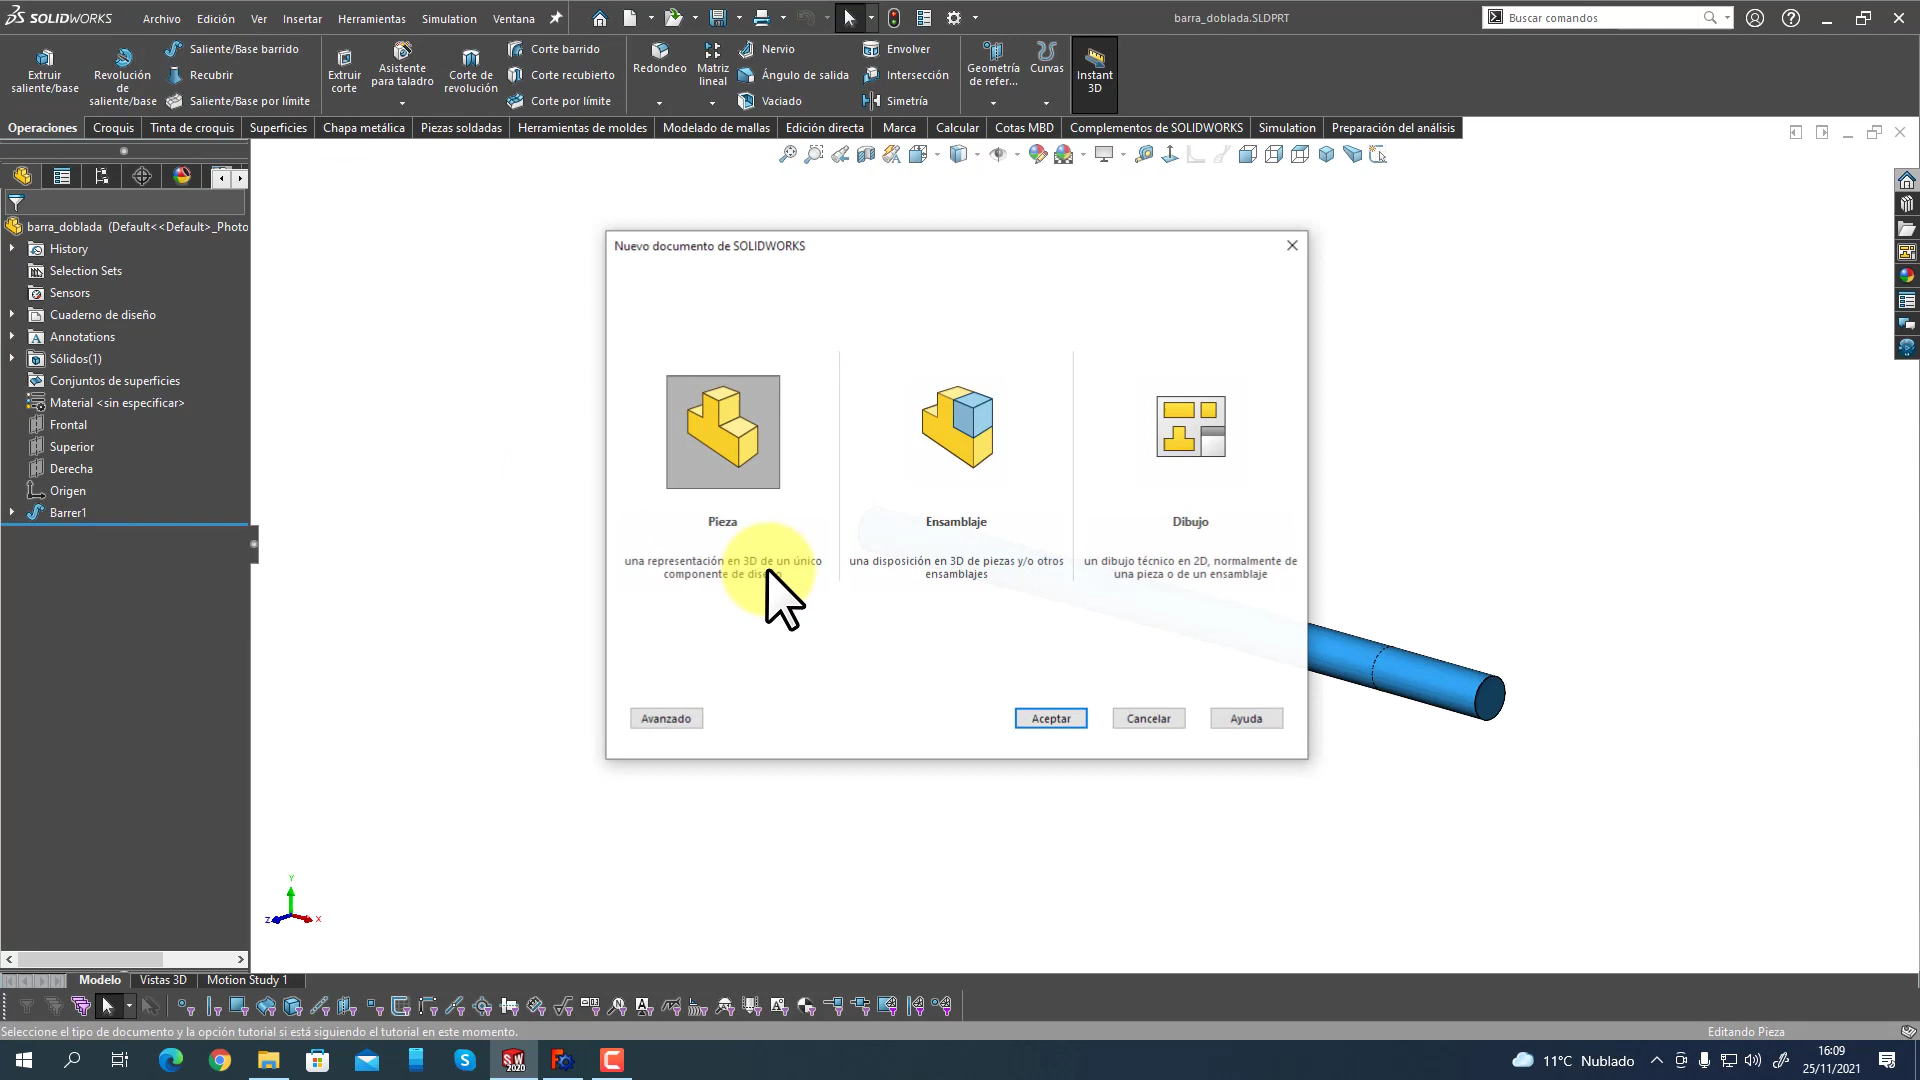 SOLIDWORKS
Archivo
Edición
Ver
Insertar
Herramientas
Simulation
Ventana
barra_doblada.SLDPRT
Buscar comandos
Extruir saliente/base
Revolución de saliente/base
Saliente/Base barrido
Recubrir
Saliente/Base por límite
Extruir corte
Asistente para taladro
Corte de revolución
Corte barrido
Corte recubierto
Corte por límite
Redondeo
Matriz lineal
Nervio
Ángulo de salida
Vaciado
Envolver
Intersección
Simetría
Geometría de refer...
Curvas
Instant 3D
Operaciones
Croquis
Tinta de croquis
Superficies
Chapa metálica
Piezas soldadas
Herramientas de moldes
Modelado de mallas
Edición directa
Marca
Calcular
Cotas MBD
Complementos de SOLIDWORKS
Simulation
Preparación del análisis
barra_doblada (Default<<Default>_Photo
History
Selection Sets
Sensors
Cuaderno de diseño
Annotations
Sólidos(1)
Conjuntos de superficies
Material <sin especificar>
Frontal
Superior
Derecha
Origen
Barrer1
Nuevo documento de SOLIDWORKS
Pieza
una representación en 3D de un único
componente de
Ensamblaje
una disposición en 3D de piezas y/o otros
ensamblajes
Dibujo
un dibujo técnico en 2D, normalmente de
una pieza o de un ensamblaje
Avanzado
Aceptar
Cancelar
Ayuda
Y
Z
X
Modelo
Vistas 3D
Motion Study 1
Seleccione el tipo de documento y la opción tutorial si está siguiendo el tutorial en este momento.
Editando Pieza
11°C Nublado
16:09
25/11/2021